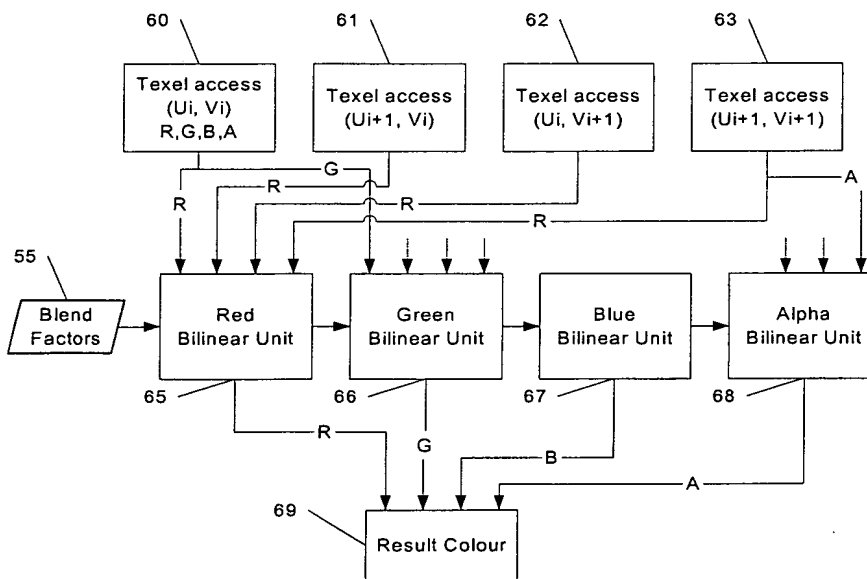 60
61
62
63
Texel access
(Ui, Vi)
R,G,B,A
Texel access
(Ui+1, Vi)
Texel access
(Ui, Vi+1)
Texel access
(Ui+1, Vi+1)
G
A
R
R
R
R
55
Blend
Factors
Red
Bilinear Unit
Green
Bilinear Unit
Blue
Bilinear Unit
Alpha
Bilinear Unit
65
66
67
68
R
G
B
A
69
Result Colour